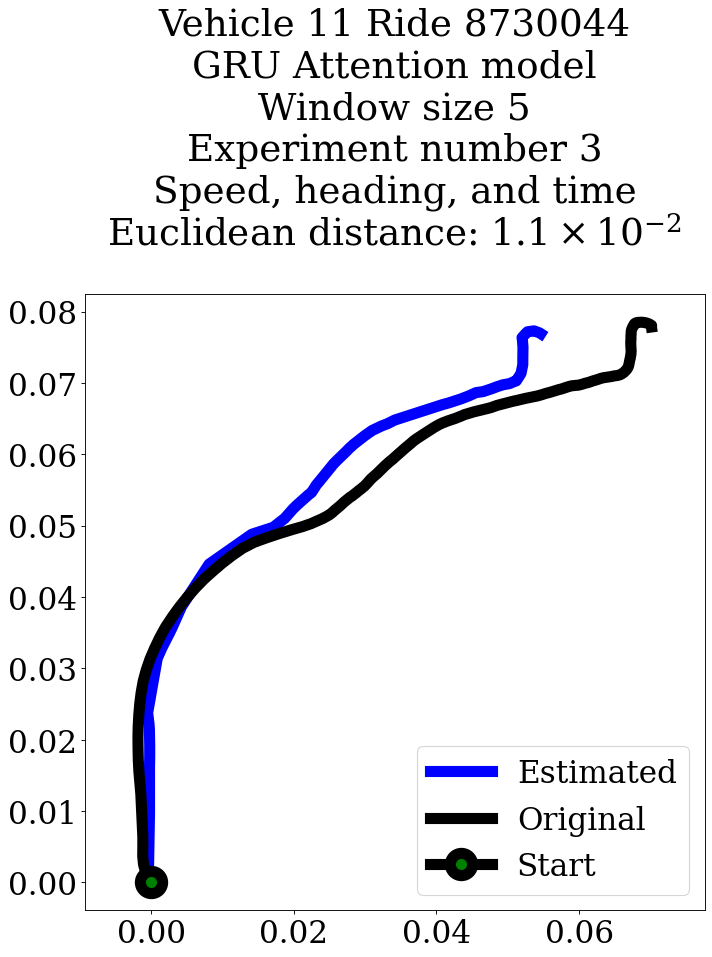 Vehicle 11 Ride 8730044
GRU Attention model
Window size 5
Experiment number 3
Speed, heading, and time
Euclidean distance: 1.1 × 10⁻²
0.08
0.07
0.06
0.05
0.04
0.03
0.02
0.01
0.00
Estimated
Original
Start
0.00 0.02 0.04 0.06